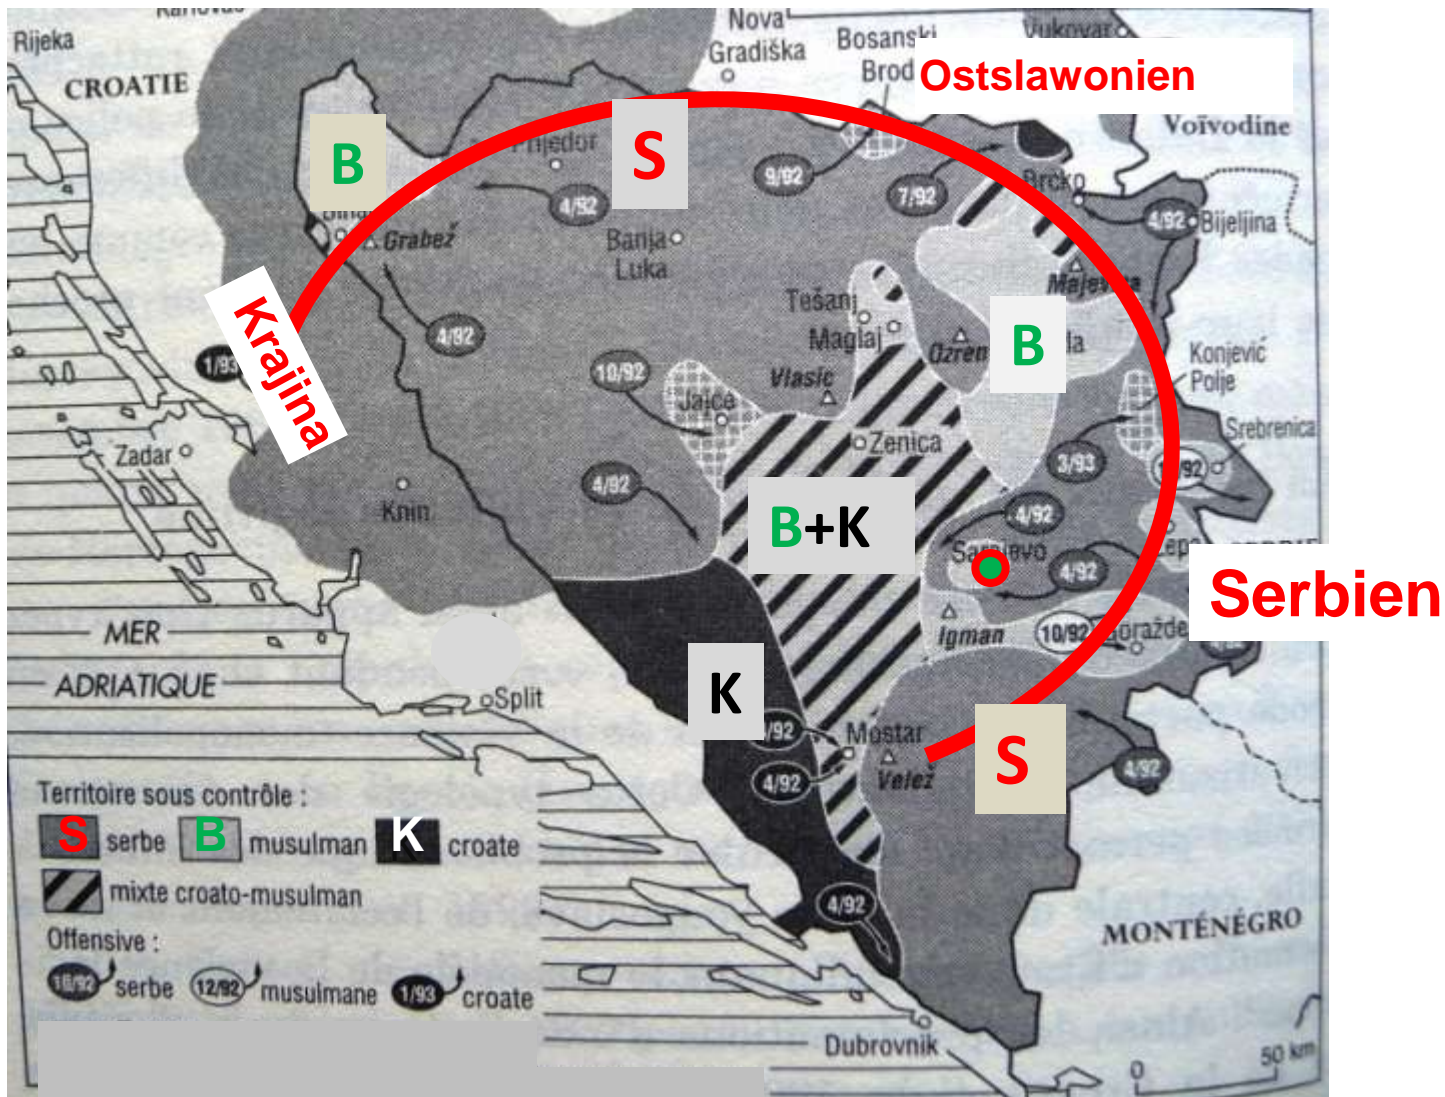 Rijeka
CROATIE
Nova
Gradiška
Bosanski
Brod
Vukovar
Ostslawonien
Voïvodine
B
S
Prijedor
9/92
7/92
Brčko
4/92
Bijeljina
4/92
Grabež
Banja
Luka
Majevica
Krajina
1/93
4/92
Tešanj
Maglaj
Ozren
B
Konjević
Polje
10/92
Vlasic
Jajce
Zenica
Srebrenica
Zadar
3/93
4/92
Knin
B+K
4/92
Sarajevo
4/92
Serbien
MER
ADRIATIQUE
Igman
10/92
Goražde
Split
K
Mostar
4/92
Velež
S
4/92
Territoire sous contrôle :
S serbe B musulman K croate
mixte croato-musulman
4/92
MONTÉNÉGRO
Offensive :
serbe 12/92 musulmane 1/93 croate
Dubrovnik
0 50 km